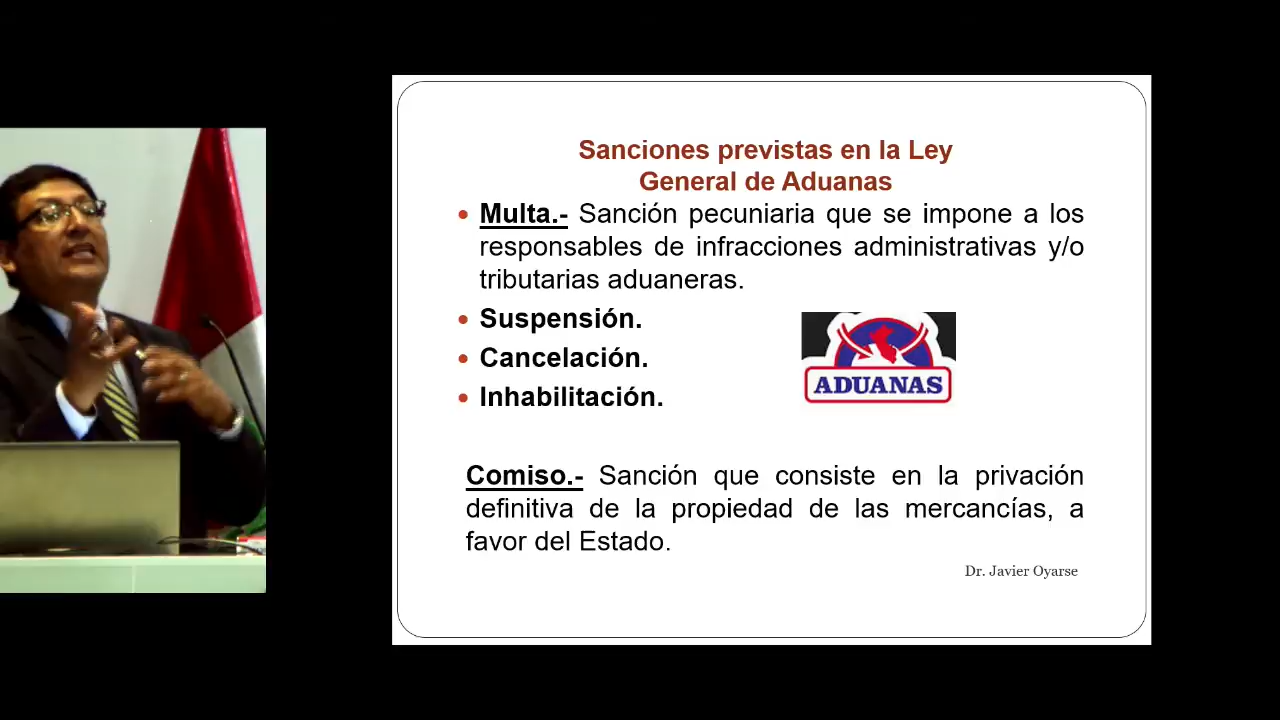 Sanciones previstas en la Ley
General de Aduanas
• Multa.- Sanción pecuniaria que se impone a los
responsables de infracciones administrativas y/o
tributarias aduaneras.
• Suspensión.
• Cancelación.
• Inhabilitación.
ADUANAS
Comiso.- Sanción que consiste en la privación
definitiva de la propiedad de las mercancías, a
favor del Estado.
Dr. Javier Oyarse